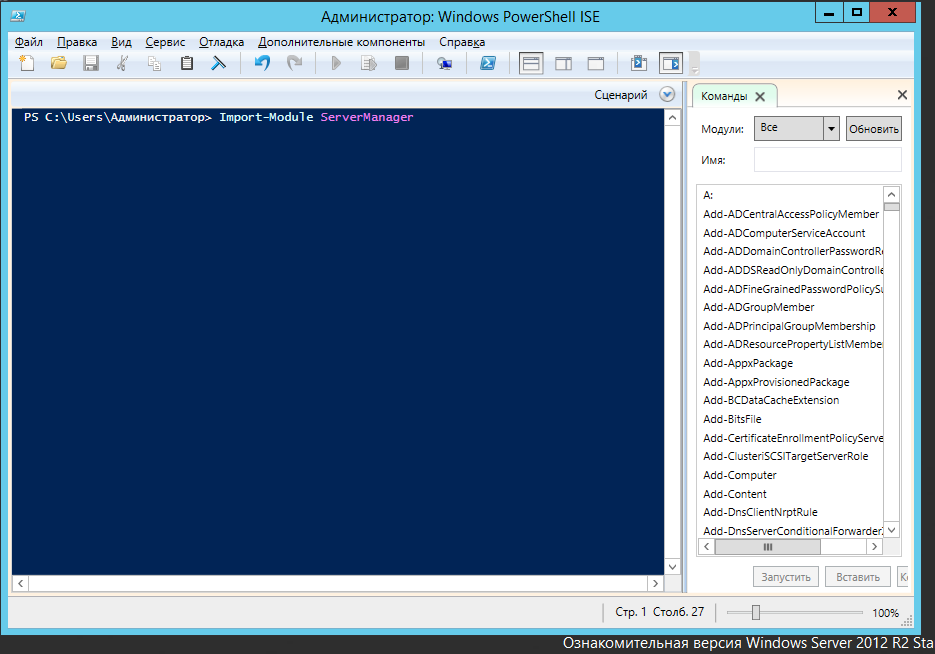 Администратор: Windows PowerShell ISE
Файл Правка Вид Сервис Отладка Дополнительные компоненты Справка
Сценарий
PS C:\Users\Администратор> Import-Module ServerManager
Команды
Модули: Все Обновить
Имя:
A:
Add-ADCentralAccessPolicyMember
Add-ADComputerServiceAccount
Add-ADDomainControllerPasswordRe
Add-ADDSReadOnlyDomainControlle
Add-ADFineGrainedPasswordPolicySu
Add-ADGroupMember
Add-ADPrincipalGroupMembership
Add-ADResourcePropertyListMember
Add-AppxPackage
Add-AppxProvisionedPackage
Add-BCDataCacheExtension
Add-BitsFile
Add-CertificateEnrollmentPolicyServe
Add-ClusteriSCSITargetServerRole
Add-Computer
Add-Content
Add-DnsClientNrptRule
Add-DnsServerConditionalForwarderZ
Запустить Вставить Ко
Стр. 1 Столб. 27 100%
Ознакомительная версия Windows Server 2012 R2 Sta